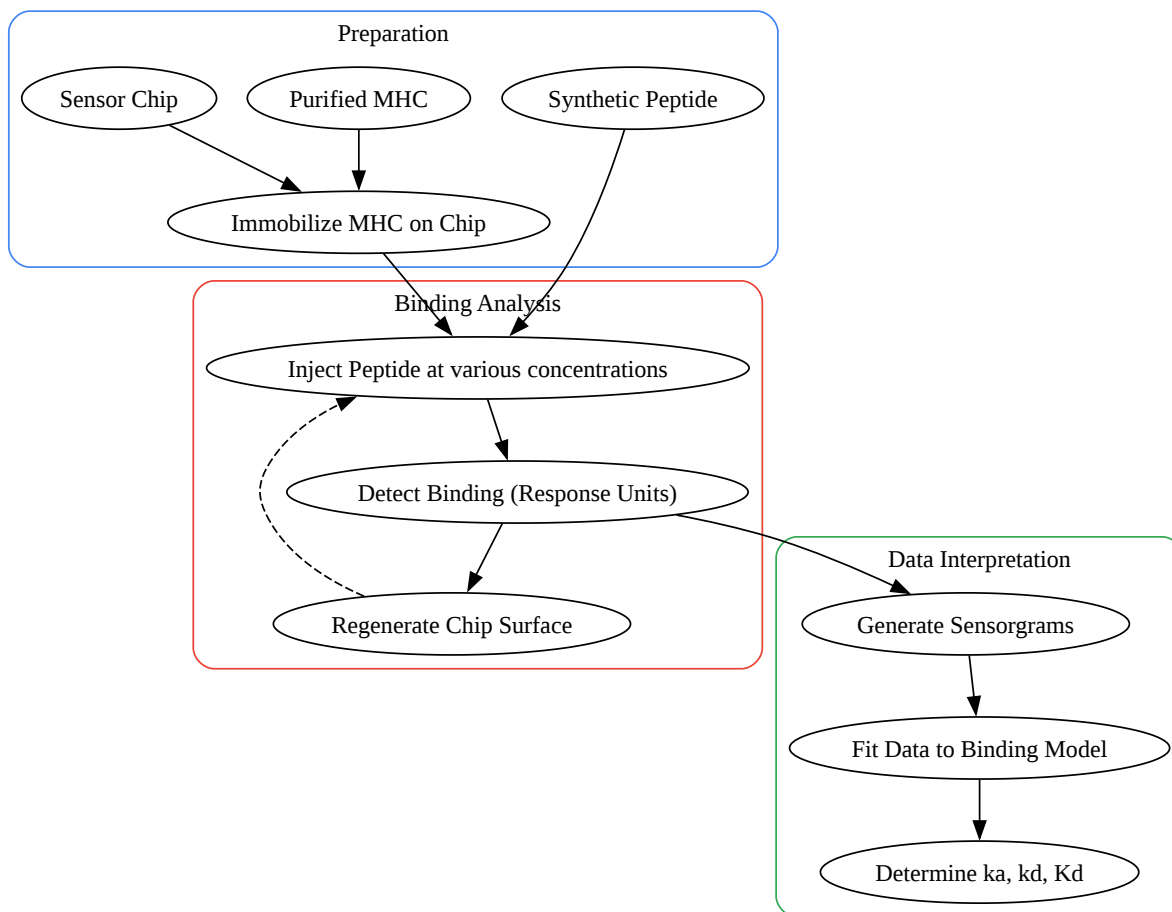 Preparation
Sensor Chip
Purified MHC
Synthetic Peptide
Immobilize MHC on Chip
Binding Analysis
Inject Peptide at various concentrations
Detect Binding (Response Units)
Data Interpretation
Regenerate Chip Surface
Generate Sensorgrams
Fit Data to Binding Model
Determine ka, kd, Kd